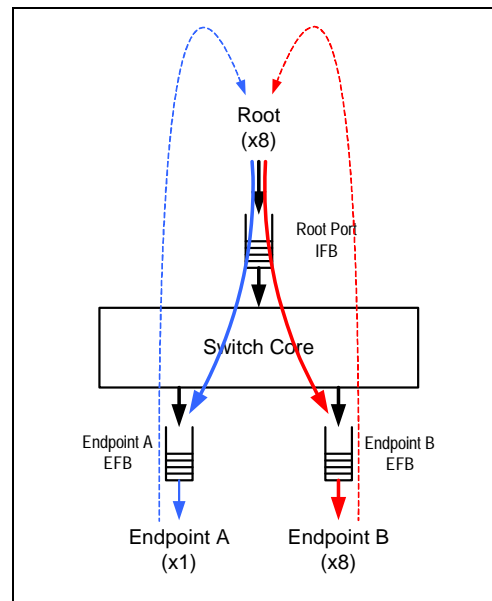 Root
(x8)
Root Port
IFB
Switch Core
Endpoint A
EFB
Endpoint B
EFB
Endpoint A
(x1)
Endpoint B
(x8)